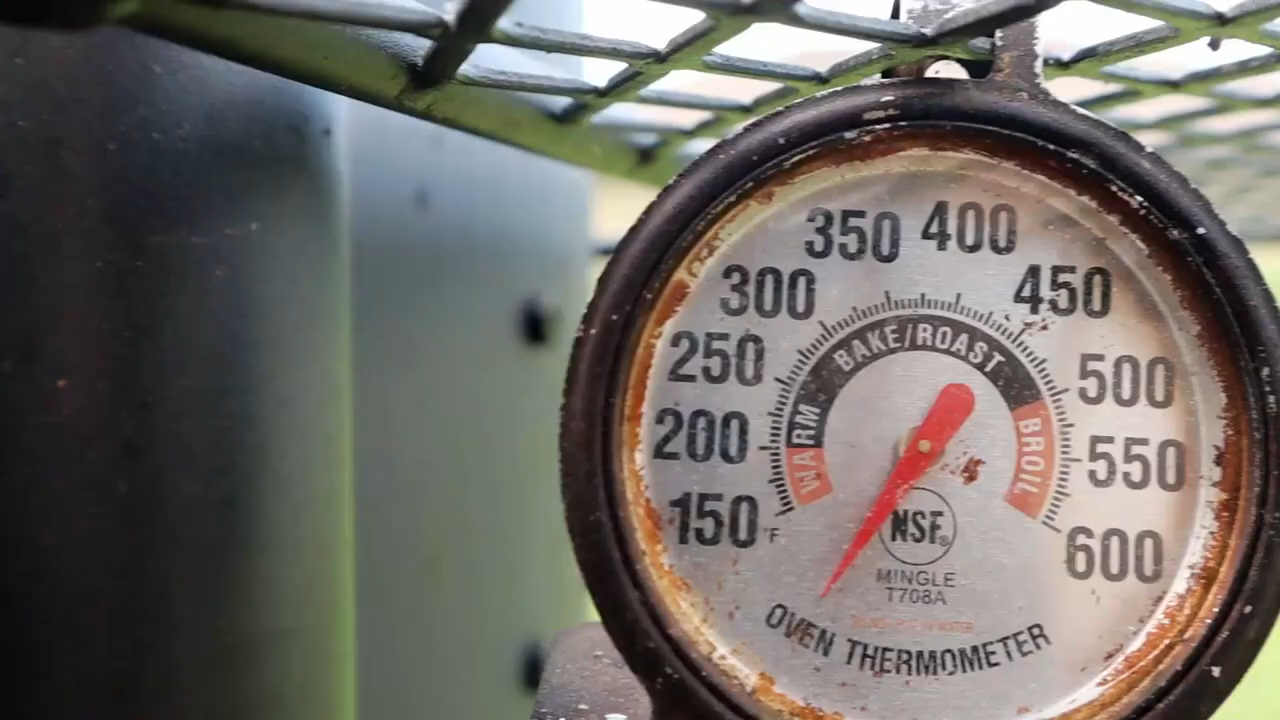 350 400
300 450
250 500
200 550
150 °F 600
BAKE/ROAST
WARM
BROIL
NSF®
MINGLE
T708A
OVEN THERMOMETER